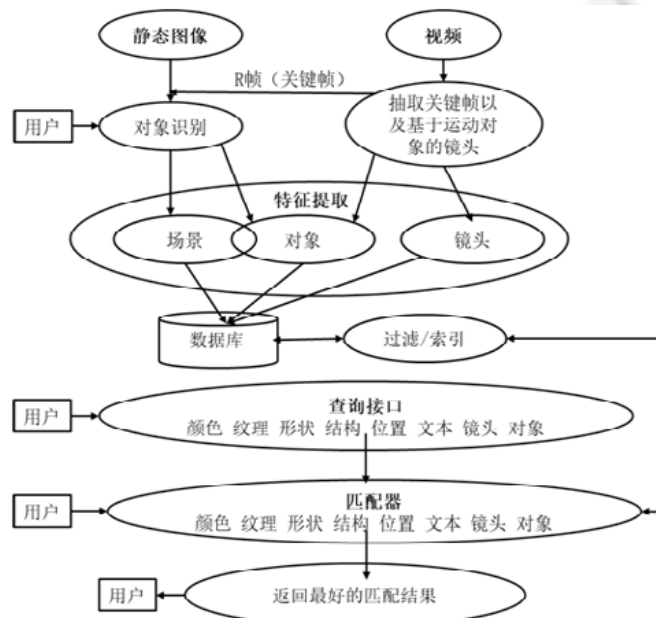 静态图像
视频
R帧（关键帧）
用户
对象识别
抽取关键帧以
及基于运动对
象的镜头
特征提取
场景
对象
镜头
数据库
过滤/索引
用户
查询接口
颜色 纹理 形状 结构 位置 文本 镜头 对象
用户
匹配器
颜色 纹理 形状 结构 位置 文本 镜头 对象
用户
返回最好的匹配结果